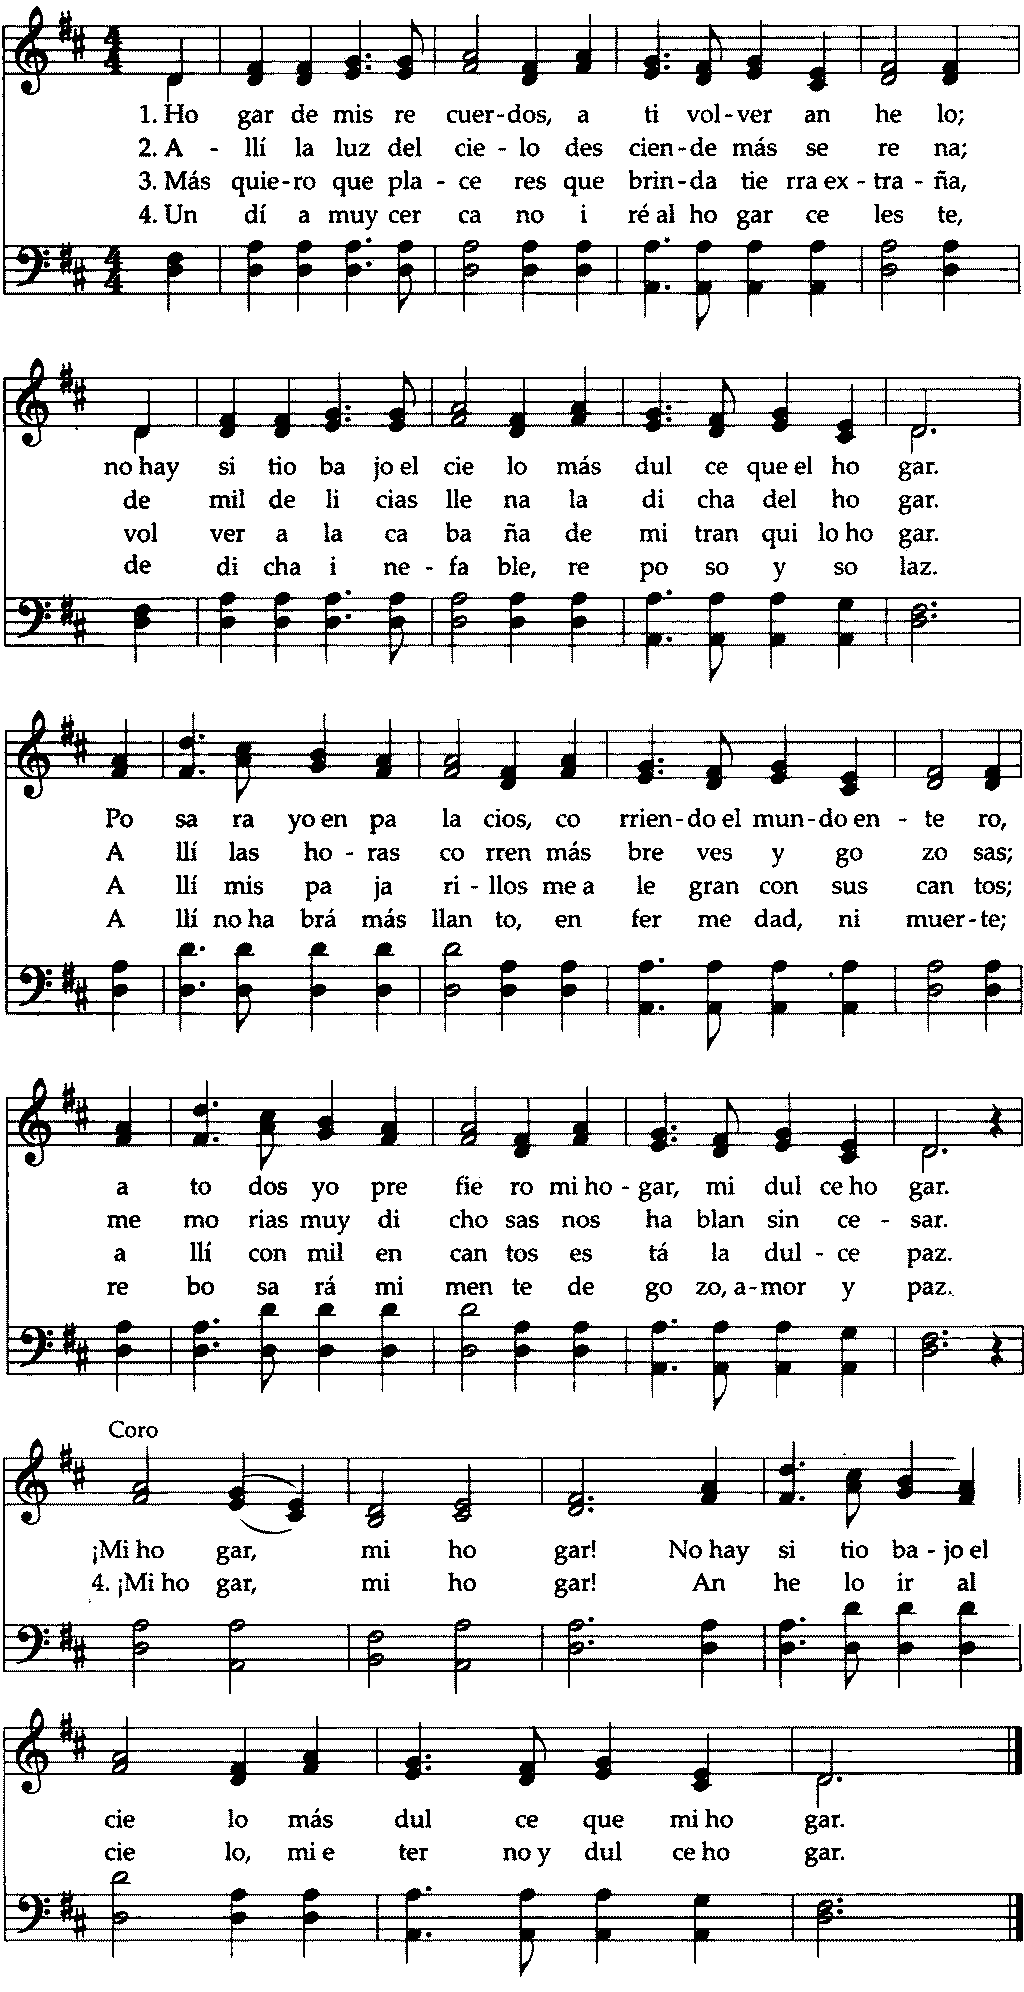 1. Ho gar de mis re cuer-dos, a ti vol-ver an he lo;
2. A - llí la luz del cie - lo des cien-de más se re na;
3. Más quie-ro que pla - ce res que brin-da tie rra ex-tra-ña,
4. Un dí a muy cer ca no i ré al ho gar ce les te,
no hay si tio ba jo el cie lo más dul ce que el ho gar.
de mil de li cias lle na la di cha del ho gar.
vol ver a la ca ba ña de mi tran qui lo ho gar.
de di cha i ne - fa ble, re po so y so laz.
Po sa ra yo en pa la cios, co rrien-do el mun-do en - te ro,
A llí las ho - ras co rren más bre ves y go zo sas;
A llí mis pa ja ri - llos me a le gran con sus can tos;
A llí no ha brá más llan to, en fer me dad, ni muer-te;
a to dos yo pre fie ro mi ho - gar, mi dul ce ho gar.
me mo rias muy di cho sas nos ha blan sin ce - sar.
a llí con mil en can tos es tá la dul - ce paz.
re bo sa rá mi men te de go zo, a-mor y paz.
Coro
¡Mi ho gar, mi ho gar! No hay si tio ba - jo el
4. ¡Mi ho gar, mi ho gar! An he lo ir al
cie lo más dul ce que mi ho gar.
cie lo, mi e ter no y dul ce ho gar.